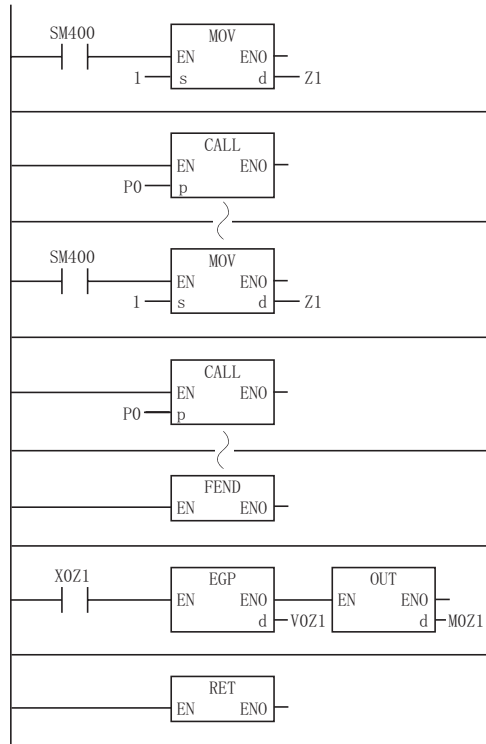 SM400
MOV
EN ENO
1 s d Z1
CALL
EN ENO
P0 p
SM400
MOV
EN ENO
1 s d Z1
CALL
EN ENO
P0 p
FEND
EN ENO
X0Z1
EGP
OUT
EN ENO EN ENO
d V0Z1 d M0Z1
RET
EN ENO